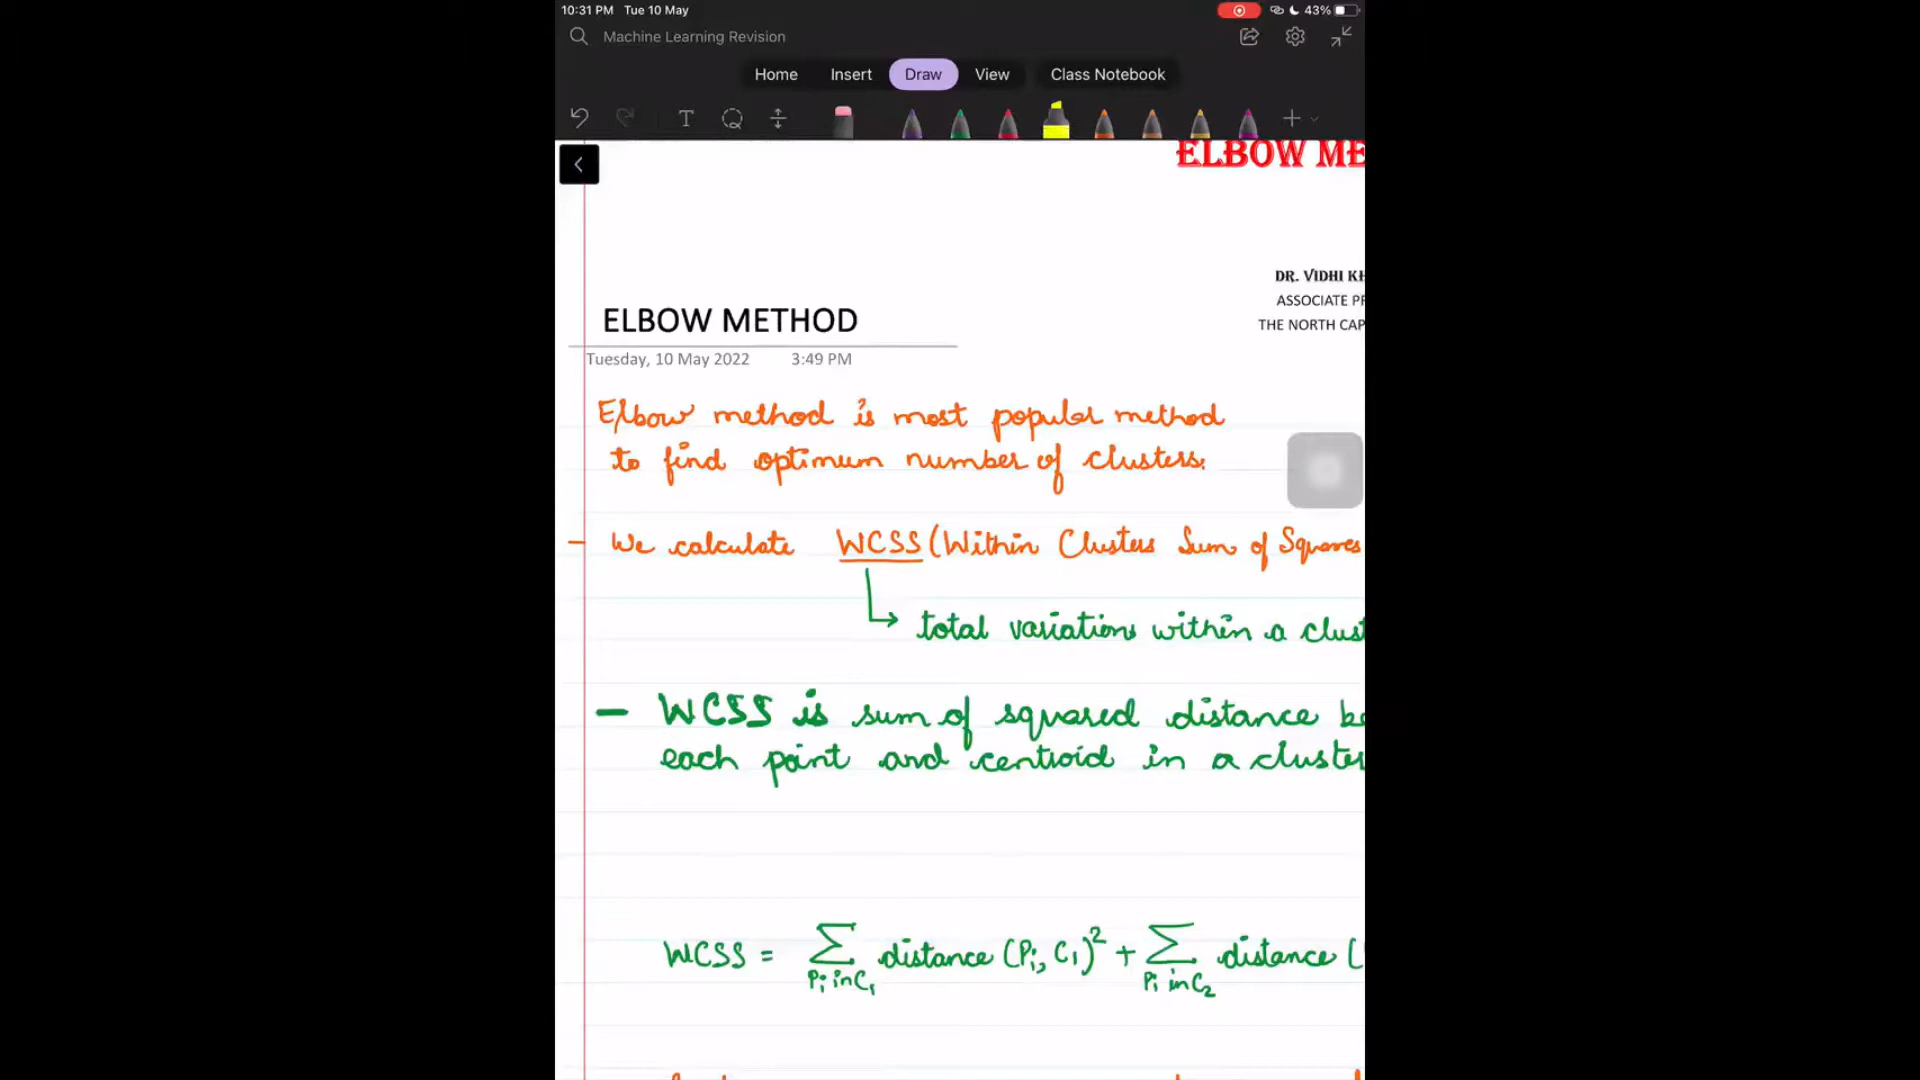 10:31 PM Tue 10 May
43%
Machine Learning Revision
Home Insert Draw View Class Notebook
T
ELBOW ME
DR. VIDHI KH
ASSOCIATE PR
THE NORTH CAP
ELBOW METHOD
Tuesday, 10 May 2022 3:49 PM
Elbow method is most popular method
to find optimum number of clusters.
- We calculate WCSS (Within Clusters Sum of Squares
↳ total variations within a clust
- WCSS is sum of squared distance be
each point and centroid in a cluster
WCSS = ∑ distance (Pi, C1)² + ∑ distance (
Pi in C1 Pi in C2